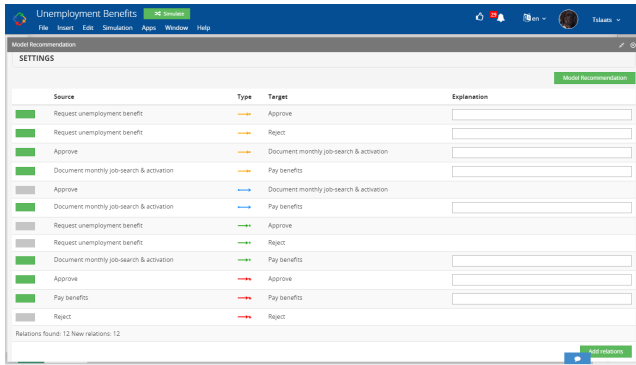 Unemployment Benefits Simulate
29 en Tslaats
File Insert Edit Simulation Apps Window Help
Model Recommendation
SETTINGS
Model Recommendation
Source Type Target Explanation
Request unemployment benefit Approve
Request unemployment benefit Reject
Approve Document monthly job-search & activation
Document monthly job-search & activation Pay benefits
Approve Document monthly job-search & activation
Document monthly job-search & activation Pay benefits
Request unemployment benefit Approve
Request unemployment benefit Reject
Document monthly job-search & activation Pay benefits
Approve Approve
Pay benefits Pay benefits
Reject Reject
Relations found: 12 New relations: 12
Add relations